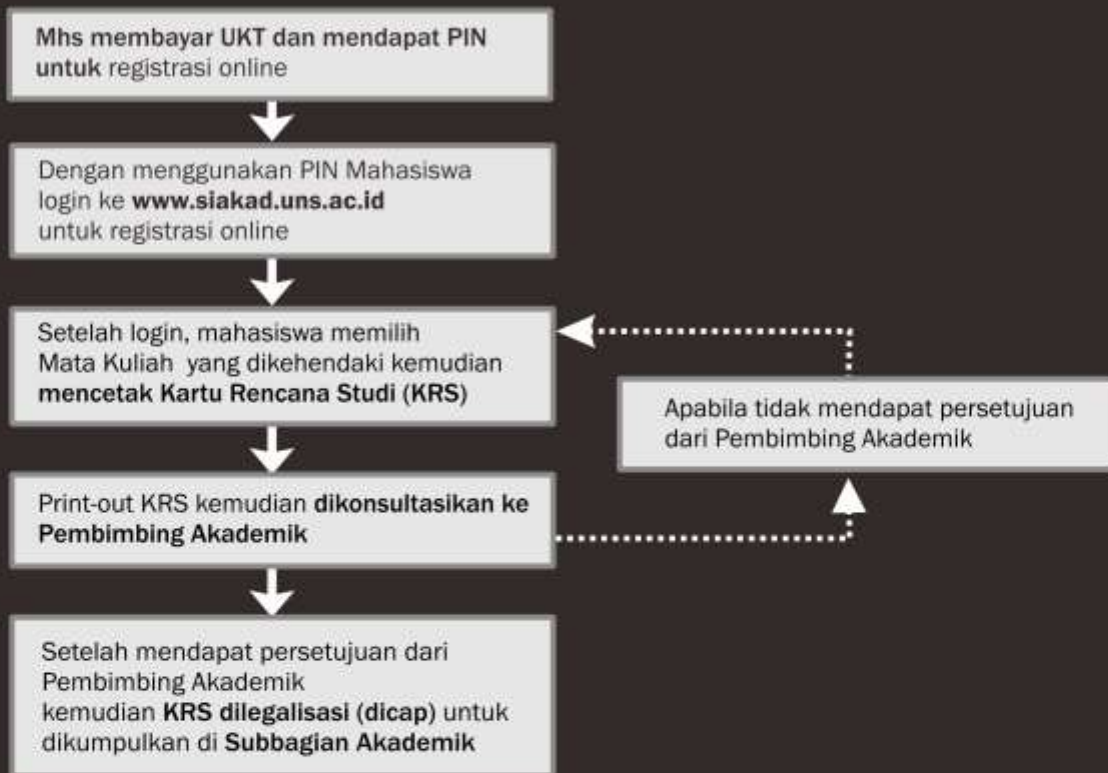 Mhs membayar UKT dan mendapat PIN
untuk registrasi online
Dengan menggunakan PIN Mahasiswa
login ke www.siakad.uns.ac.id
untuk registrasi online
Setelah login, mahasiswa memilih
Mata Kuliah yang dikehendaki kemudian
mencetak Kartu Rencana Studi (KRS)
Apabila tidak mendapat persetujuan
dari Pembimbing Akademik
Print-out KRS kemudian dikonsultasikan ke
Pembimbing Akademik
Setelah mendapat persetujuan dari
Pembimbing Akademik
kemudian KRS dilegalisasi (dicap) untuk
dikumpulkan di Subbagian Akademik